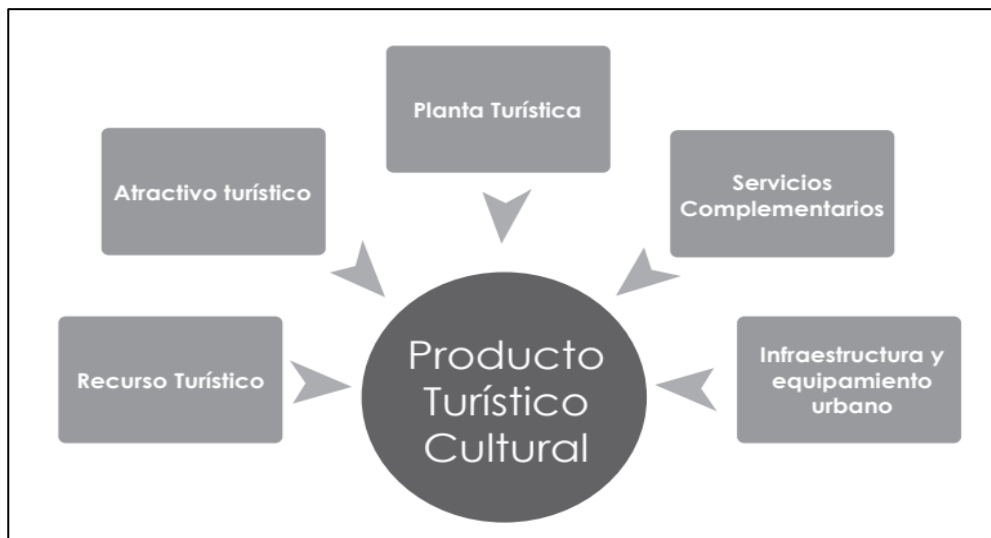 Planta Turística
Atractivo turístico
Servicios
Complementarios
Recurso Turístico
Infraestructura y
equipamiento
urbano
Producto
Turístico
Cultural